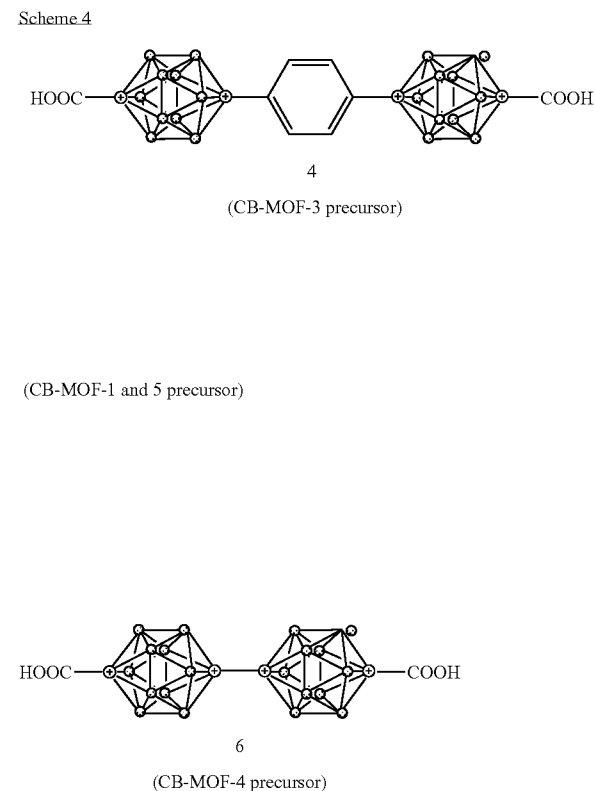 Scheme 4
HOOC COOH
4
(CB-MOF-3 precursor)
(CB-MOF-1 and 5 precursor)
HOOC COOH
6
(CB-MOF-4 precursor)